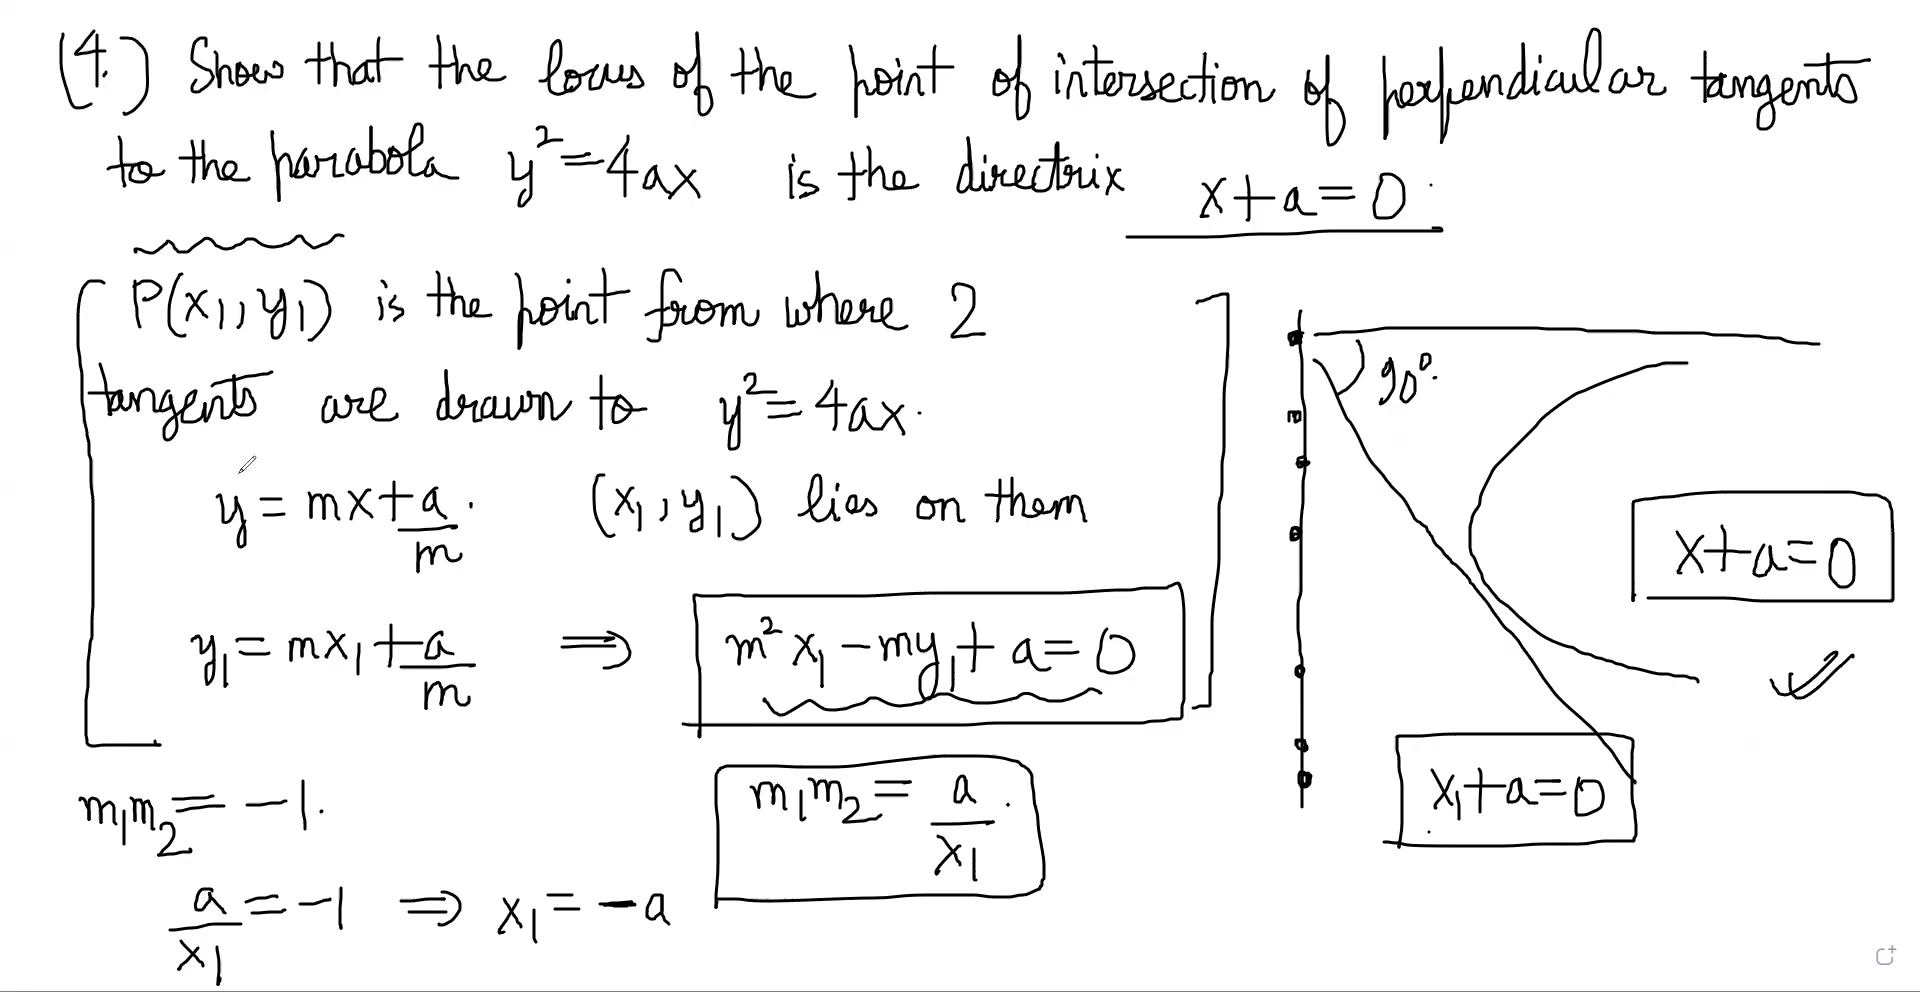 (4.) Show that the locus of the point of intersection of perpendicular tangents
to the parabola y² = 4ax is the directrix x + a = 0.
P(x₁, y₁) is the point from where 2
tangents are drawn to y² = 4ax.
y = mx + a/m. (x₁, y₁) lies on them
y₁ = mx₁ + a/m ⟹ m²x₁ − my₁ + a = 0
m₁m₂ = −1.
m₁m₂ = a/x₁.
a/x₁ = −1 ⟹ x₁ = −a
90°.
x + a = 0
x₁ + a = 0